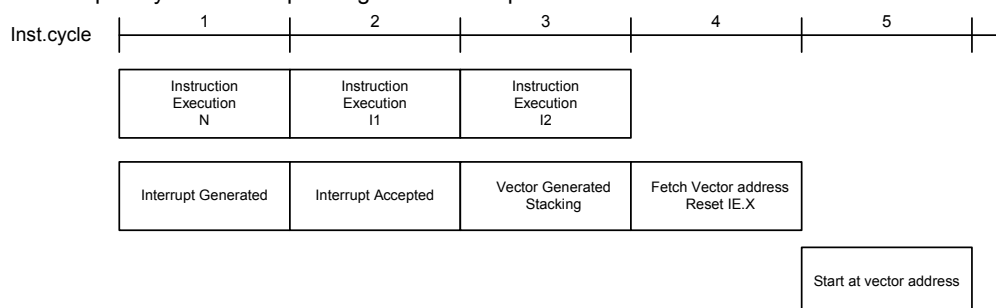 Inst.cycle 1 2 3 4 5
Instruction
Execution
N
Instruction
Execution
I1
Instruction
Execution
I2
Interrupt Generated
Interrupt Accepted
Vector Generated
Stacking
Fetch Vector address
Reset IE.X
Start at vector address